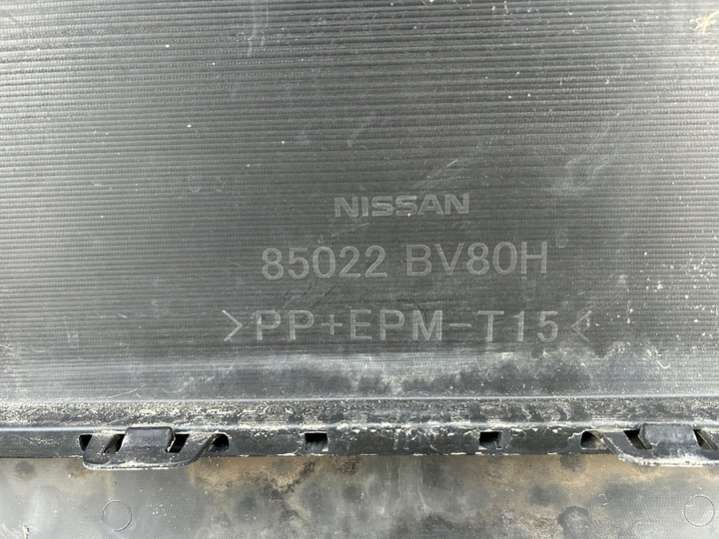 NISSAN
85022 BV80H
>PP+EPM-T15<